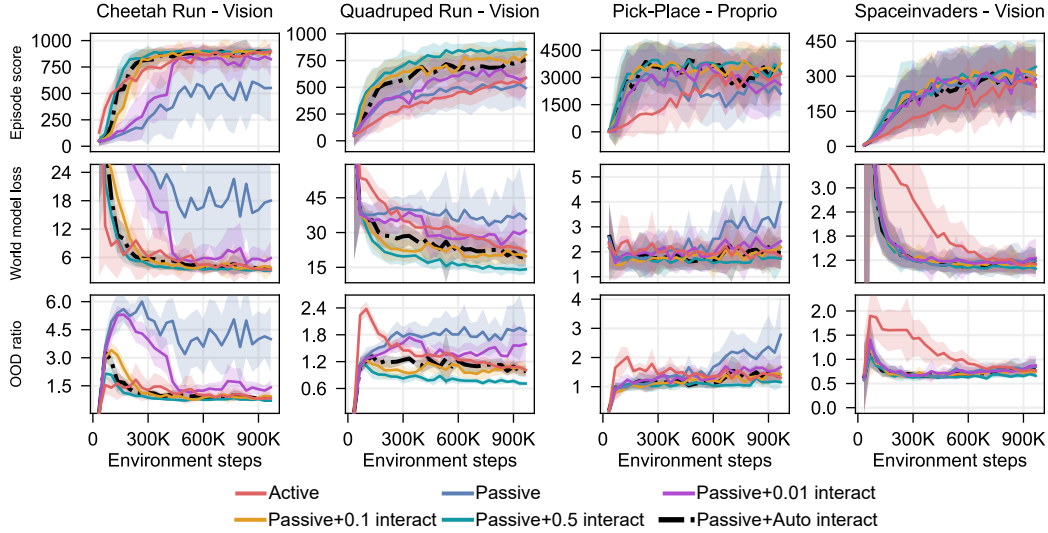 Cheetah Run - Vision
Quadruped Run - Vision
Pick-Place - Proprio
Spaceinvaders - Vision
Episode score
1000
750
500
250
0
1000
750
500
250
0
4500
3000
1500
0
450
300
150
0
World model loss
24
18
12
6
45
30
15
5
4
3
2
1
3.0
2.4
1.8
1.2
OOD ratio
6.0
4.5
3.0
1.5
2.4
1.8
1.2
0.6
4
3
2
1
2.0
1.5
1.0
0.5
0.0
0 300K 600K 900K
0 300K 600K 900K
0 300K 600K 900K
0 300K 600K 900K
Environment steps
Environment steps
Environment steps
Environment steps
Active
Passive
Passive+0.01 interact
Passive+0.1 interact
Passive+0.5 interact
Passive+Auto interact